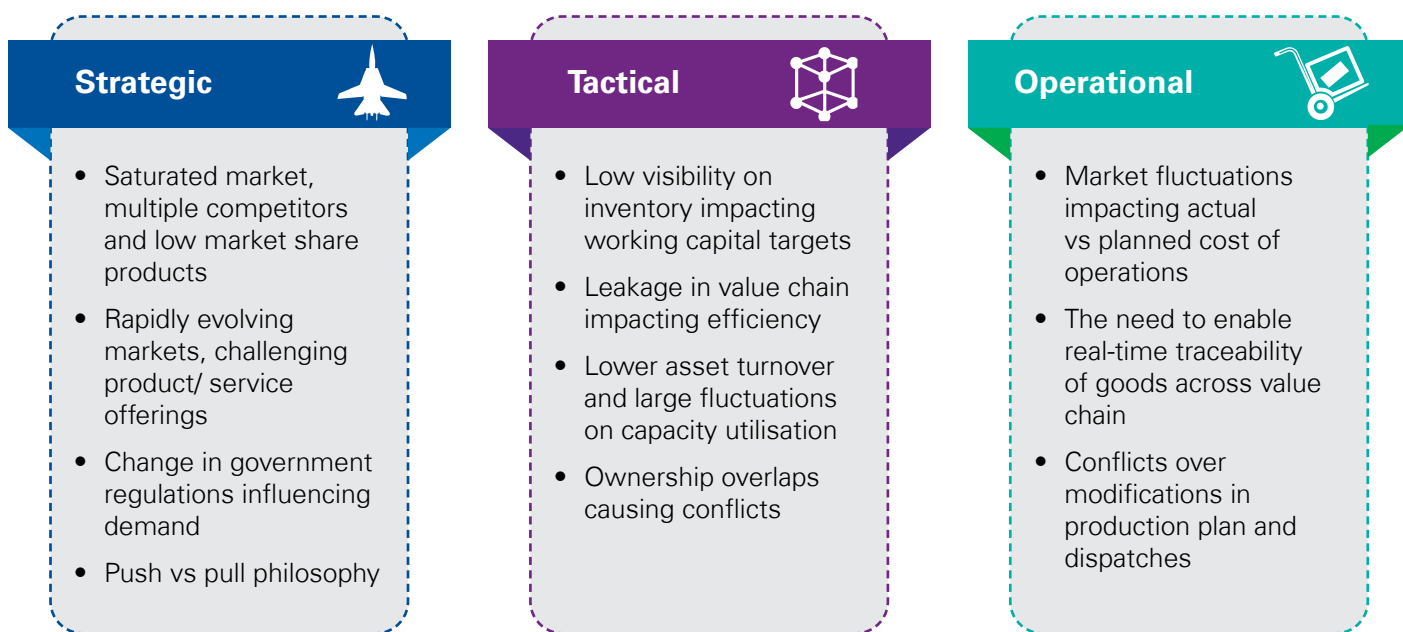 Strategic
• Saturated market,
multiple competitors
and low market share
products
• Rapidly evolving
markets, challenging
product/ service
offerings
• Change in government
regulations influencing
demand
• Push vs pull philosophy
Tactical
• Low visibility on
inventory impacting
working capital targets
• Leakage in value chain
impacting efficiency
• Lower asset turnover
and large fluctuations
on capacity utilisation
• Ownership overlaps
causing conflicts
Operational
• Market fluctuations
impacting actual
vs planned cost of
operations
• The need to enable
real-time traceability
of goods across value
chain
• Conflicts over
modifications in
production plan and
dispatches